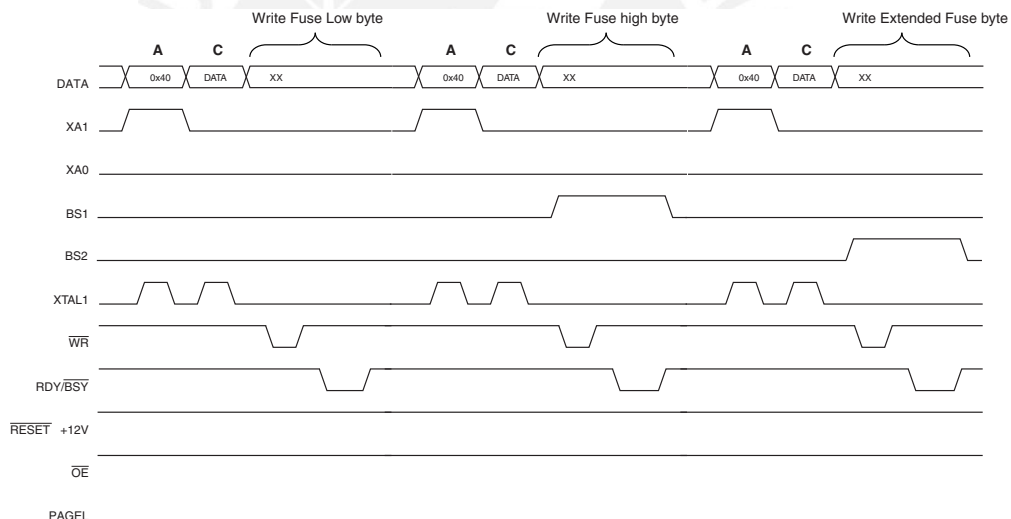 Write Fuse Low byte Write Fuse high byte Write Extended Fuse byte
A C A C A C
DATA 0x40 DATA XX 0x40 DATA XX 0x40 DATA XX
XA1
XA0
BS1
BS2
XTAL1
WR
RDY/BSY
RESET +12V
OE
PAGEL